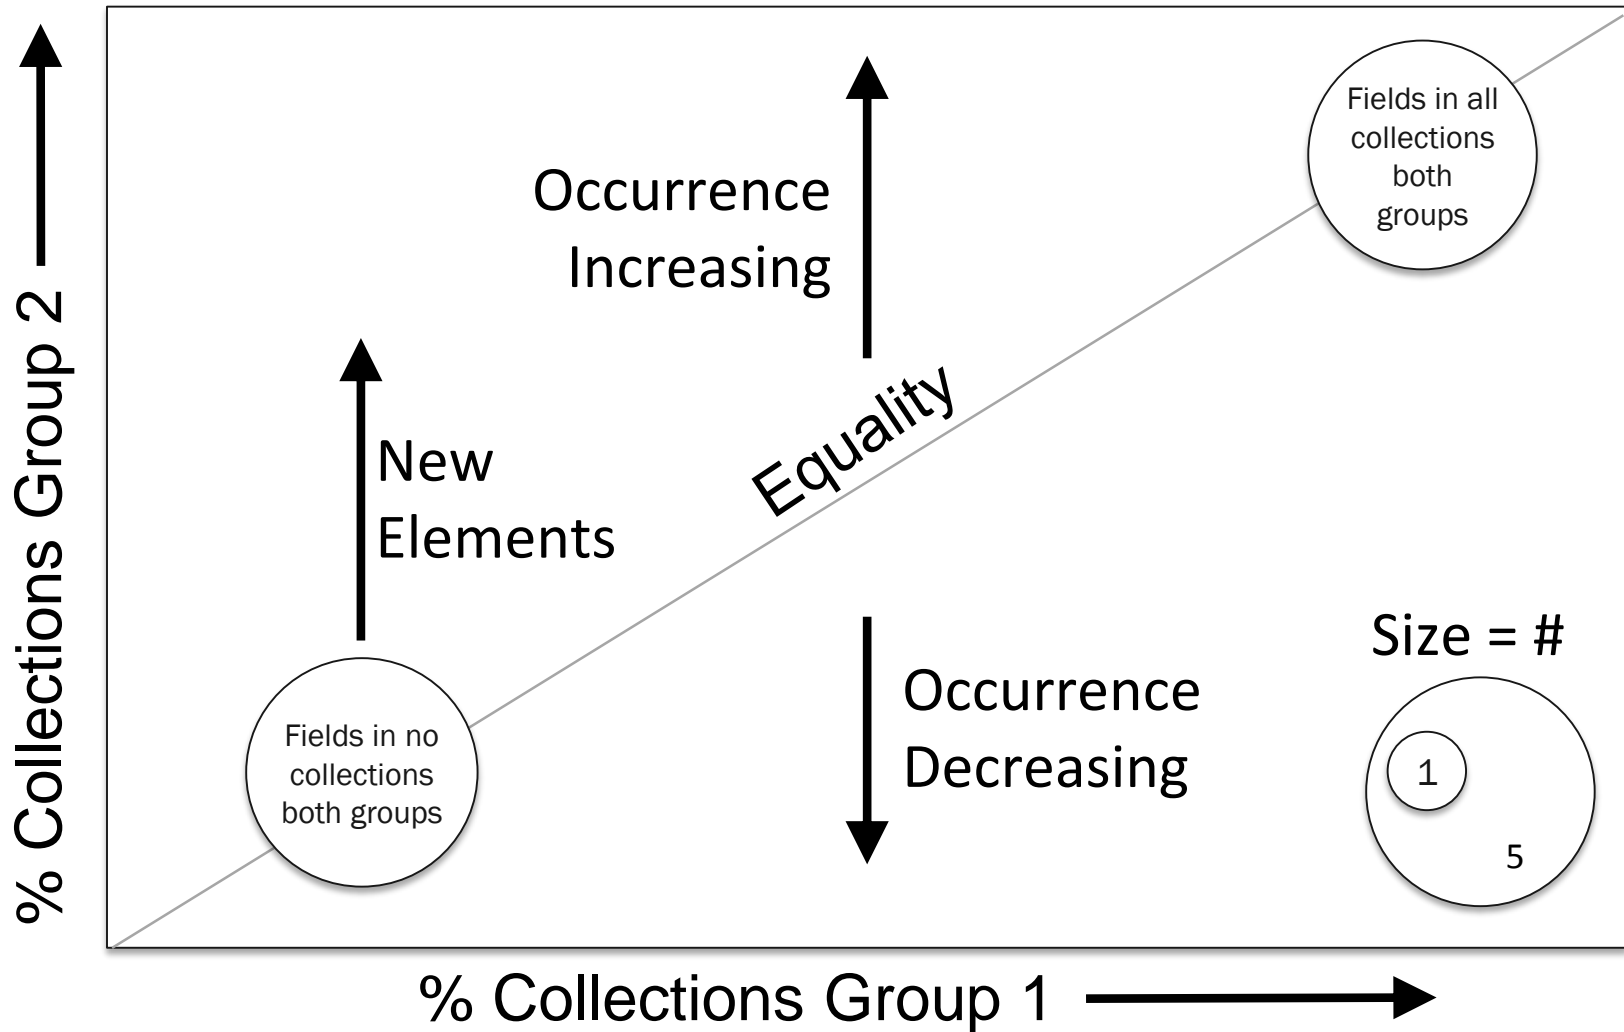 % Collections Group 2
Occurrence
Increasing
Fields in all
collections
both
groups
Equality
New
Elements
Size = #
1
5
Occurrence
Decreasing
Fields in no
collections
both groups
% Collections Group 1